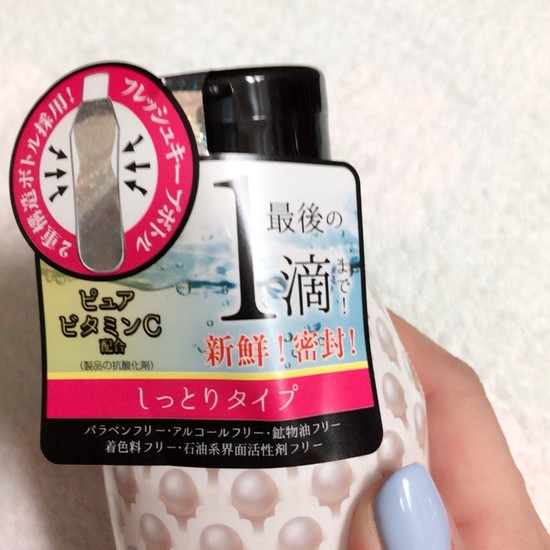 フレッシュキープボトル
2重構造ボトル採用！
最後の
1滴まで！
新鮮！密封！
ピュア
ビタミンC
配合
(製品の抗酸化剤)
しっとりタイプ
パラベンフリー・アルコールフリー・鉱物油フリー
着色料フリー・石油系界面活性剤フリー